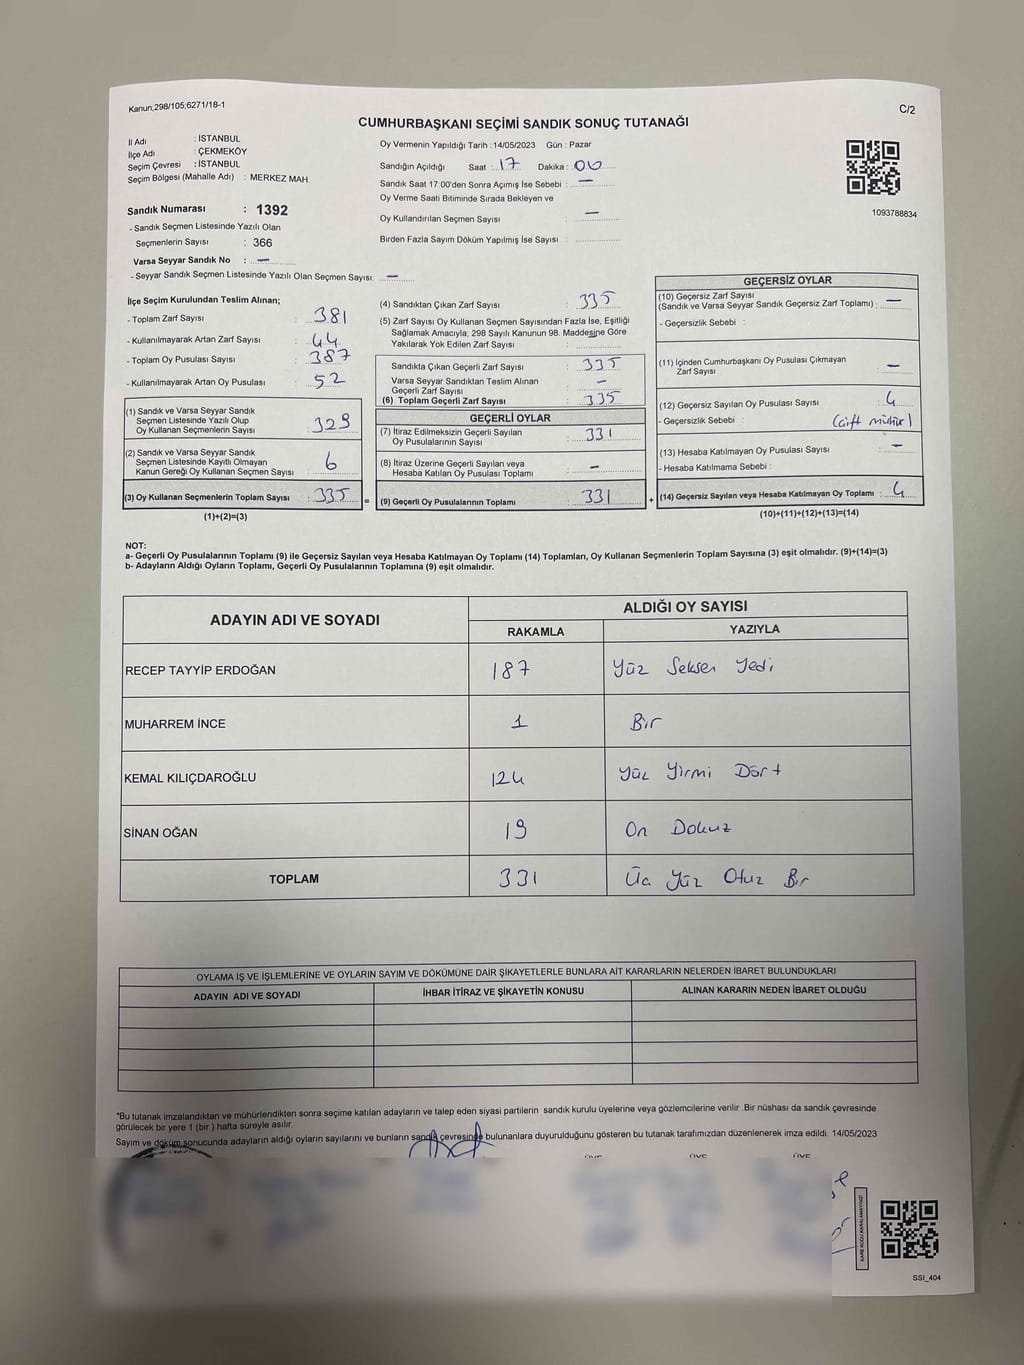 Kanun;298/105;6271/18-1
C/2
CUMHURBAŞKANI SEÇİMİ SANDIK SONUÇ TUTANAĞI
İl Adı : İSTANBUL
İlçe Adı : ÇEKMEKÖY
Seçim Çevresi : İSTANBUL
Seçim Bölgesi (Mahalle Adı) : MERKEZ MAH
Sandık Numarası : 1392
- Sandık Seçmen Listesinde Yazılı Olan
Seçmenlerin Sayısı : 366
Varsa Seyyar Sandık No : —
- Seyyar Sandık Seçmen Listesinde Yazılı Olan Seçmen Sayısı: —
Oy Vermenin Yapıldığı Tarih : 14/05/2023 Gün : Pazar
Sandığın Açıldığı Saat : 17 Dakika : 00
Sandık Saat 17:00'den Sonra Açımış İse Sebebi : —
Oy Verme Saati Bitiminde Sırada Bekleyen ve
Oy Kullandırılan Seçmen Sayısı : —
Birden Fazla Sayım Döküm Yapılmış İse Sayısı :
1093788834
İlçe Seçim Kurulundan Teslim Alınan;
- Toplam Zarf Sayısı : 381
- Kullanılmayarak Artan Zarf Sayısı : 44
- Toplam Oy Pusulası Sayısı : 387
- Kullanılmayarak Artan Oy Pusulası : 52
(1) Sandık ve Varsa Seyyar Sandık
Seçmen Listesinde Yazılı Olup
Oy Kullanan Seçmenlerin Sayısı : 329
(2) Sandık ve Varsa Seyyar Sandık
Seçmen Listesinde Kayıtlı Olmayan
Kanun Gereği Oy Kullanan Seçmen Sayısı : 6
(3) Oy Kullanan Seçmenlerin Toplam Sayısı : 335 =
(1)+(2)=(3)
(4) Sandıktan Çıkan Zarf Sayısı : 335
(5) Zarf Sayısı Oy Kullanan Seçmen Sayısından Fazla İse, Eşitliği
Sağlamak Amacıyla; 298 Sayılı Kanunun 98. Maddesine Göre
Yakılarak Yok Edilen Zarf Sayısı :
Sandıkta Çıkan Geçerli Zarf Sayısı : 335
Varsa Seyyar Sandıktan Teslim Alınan
Geçerli Zarf Sayısı : —
(6) Toplam Geçerli Zarf Sayısı : 335
GEÇERLİ OYLAR
(7) İtiraz Edilmeksizin Geçerli Sayılan
Oy Pusulalarının Sayısı : 331
(8) İtiraz Üzerine Geçerli Sayılan veya
Hesaba Katılan Oy Pusulası Toplamı : —
(9) Geçerli Oy Pusulalarının Toplamı : 331 +
GEÇERSİZ OYLAR
(10) Geçersiz Zarf Sayısı
(Sandık ve Varsa Seyyar Sandık Geçersiz Zarf Toplamı) : —
- Geçersizlik Sebebi :
(11) İçinden Cumhurbaşkanı Oy Pusulası Çıkmayan
Zarf Sayısı : —
(12) Geçersiz Sayılan Oy Pusulası Sayısı : 4
- Geçersizlik Sebebi : (çift mühür)
(13) Hesaba Katılmayan Oy Pusulası Sayısı : —
- Hesaba Katılmama Sebebi :
(14) Geçersiz Sayılan veya Hesaba Katılmayan Oy Toplamı : 4
(10)+(11)+(12)+(13)=(14)
NOT:
a- Geçerli Oy Pusulalarının Toplamı (9) ile Geçersiz Sayılan veya Hesaba Katılmayan Oy Toplamı (14) Toplamları, Oy Kullanan Seçmenlerin Toplam Sayısına (3) eşit olmalıdır. (9)+(14)=(3)
b- Adayların Aldığı Oyların Toplamı, Geçerli Oy Pusulalarının Toplamına (9) eşit olmalıdır.
ADAYIN ADI VE SOYADI ALDIĞI OY SAYISI
RAKAMLA YAZIYLA
RECEP TAYYİP ERDOĞAN 187 Yüz Seksen Yedi
MUHARREM İNCE 1 Bir
KEMAL KILIÇDAROĞLU 124 Yüz Yirmi Dört
SİNAN OĞAN 19 On Dokuz
TOPLAM 331 Üç Yüz Otuz Bir
OYLAMA İŞ VE İŞLEMLERİNE VE OYLARIN SAYIM VE DÖKÜMÜNE DAİR ŞİKAYETLERLE BUNLARA AİT KARARLARIN NELERDEN İBARET BULUNDUKLARI
ADAYIN ADI VE SOYADI İHBAR İTİRAZ VE ŞİKAYETİN KONUSU ALINAN KARARIN NEDEN İBARET OLDUĞU
*Bu tutanak imzalandıktan ve mühürlendikten sonra seçime katılan adayların ve talep eden siyasi partilerin sandık kurulu üyelerine veya gözlemcilerine verilir .Bir nüshası da sandık çevresinde
görülecek bir yere 1 (bir ) hafta süreyle asılır.
Sayım ve döküm sonucunda adayların aldığı oyların sayılarını ve bunların sandık çevresinde bulunanlara duyurulduğunu gösteren bu tutanak tarafımızdan düzenlenerek imza edildi. 14/05/2023
ÜYE ÜYE ÜYE
KARE KODU KARALAMAYINIZ!
SSI_404